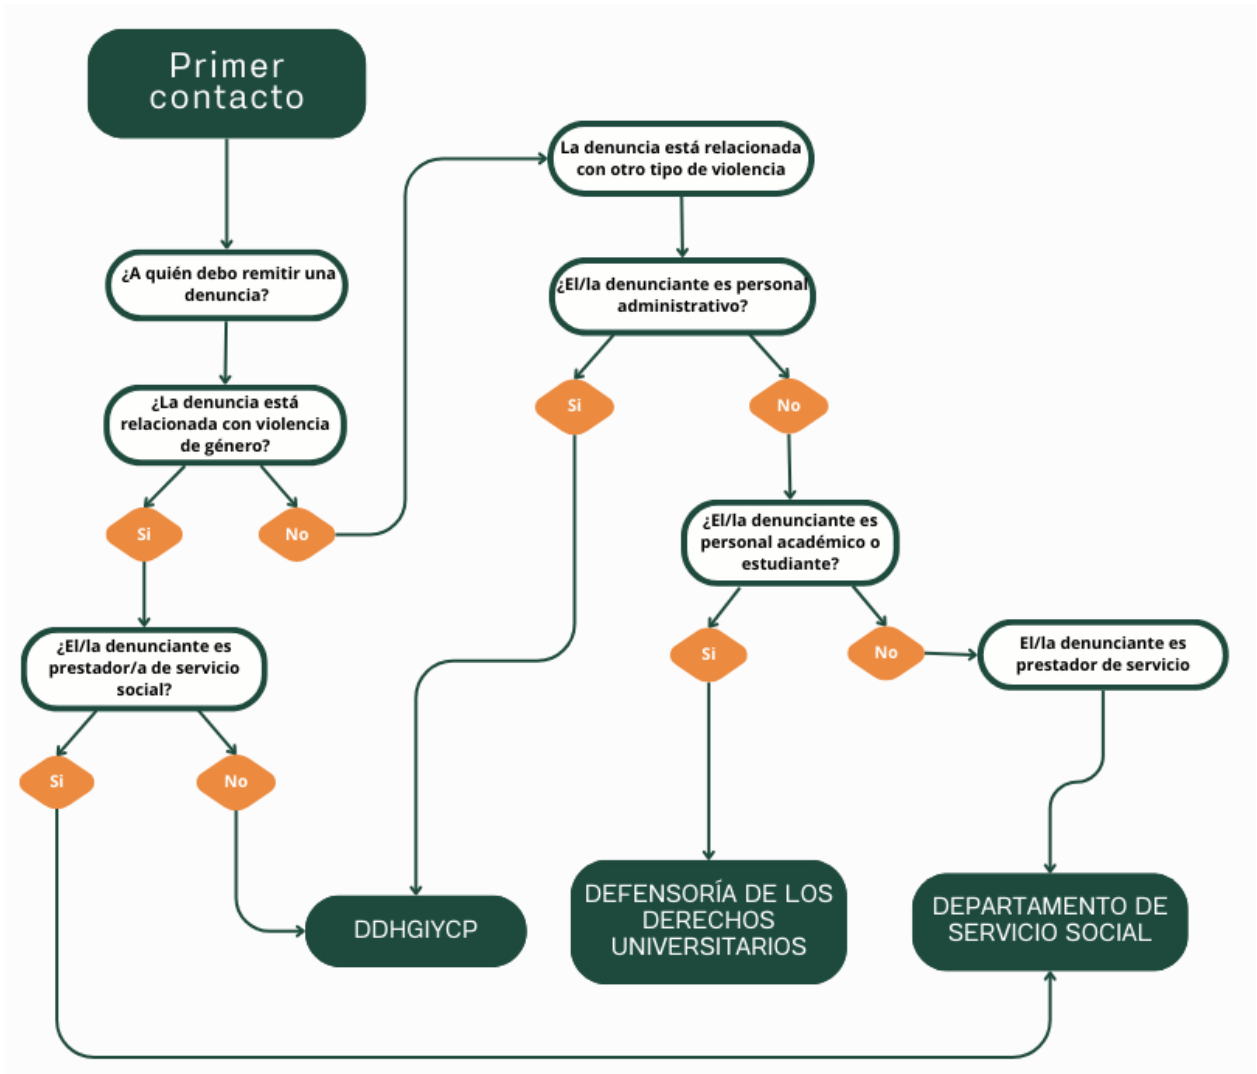 Primer
contacto
¿A quién debo remitir una
denuncia?
¿La denuncia está
relacionada con violencia
de género?
Si
No
¿El/la denunciante es
prestador/a de servicio
social?
Si
No
La denuncia está relacionada
con otro tipo de violencia
¿El/la denunciante es personal
administrativo?
Si
No
¿El/la denunciante es
personal académico o
estudiante?
Si
No
El/la denunciante es
prestador de servicio
DDHGIYCP
DEFENSORÍA DE LOS
DERECHOS
UNIVERSITARIOS
DEPARTAMENTO DE
SERVICIO SOCIAL